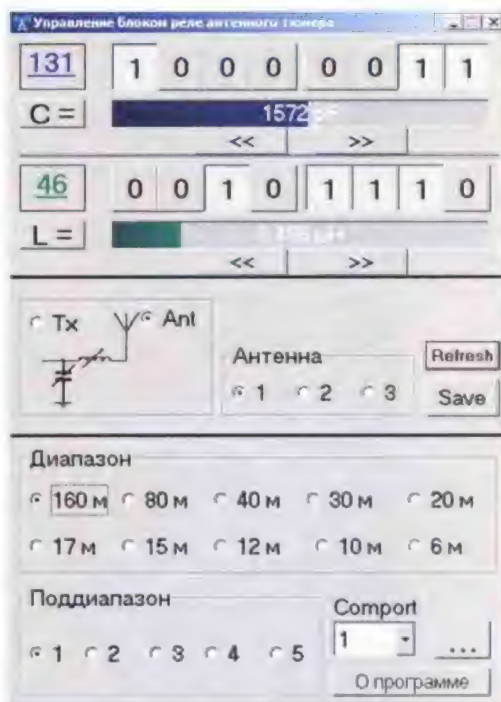 Управление блоком реле антенного тюнера
131 1 0 0 0 0 0 1 1
C = 1572
<< >>
46 0 0 1 0 1 1 1 0
L =
<< >>
Tx Ant
Антенна
1 2 3
Refresh
Save
Диапазон
160 м 80 м 40 м 30 м 20 м
17 м 15 м 12 м 10 м 6 м
Поддиапазон
1 2 3 4 5
Comport
1 ...
О программе